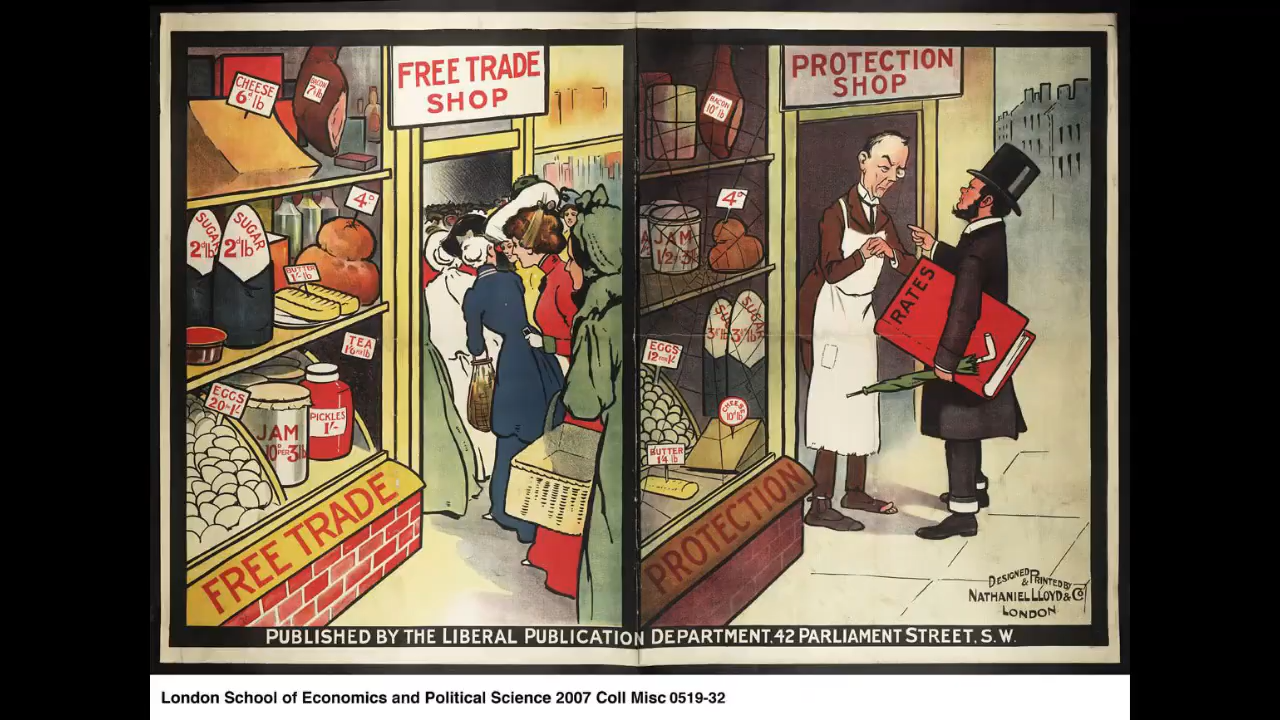 CHEESE
6D lb
BACON
7D lb
FREE TRADE
SHOP
4D
SUGAR
2D lb
SUGAR
2D lb
BUTTER
1/- lb
TEA
1/6 lb
EGGS
20 FOR 1/-
JAM
10D PER 3 lb
PICKLES
1/-
FREE TRADE
PROTECTION
SHOP
BACON
10D lb
4D
JAM
1/2 3 lb
SUGAR
3D lb
EGGS
12 FOR 1/-
CHEESE
10D lb
BUTTER
1/4 lb
PROTECTION
RATES
DESIGNED
& PRINTED BY
NATHANIEL LLOYD & Co
LONDON
PUBLISHED BY THE LIBERAL PUBLICATION DEPARTMENT. 42 PARLIAMENT STREET, S.W.
London School of Economics and Political Science 2007 Coll Misc 0519-32